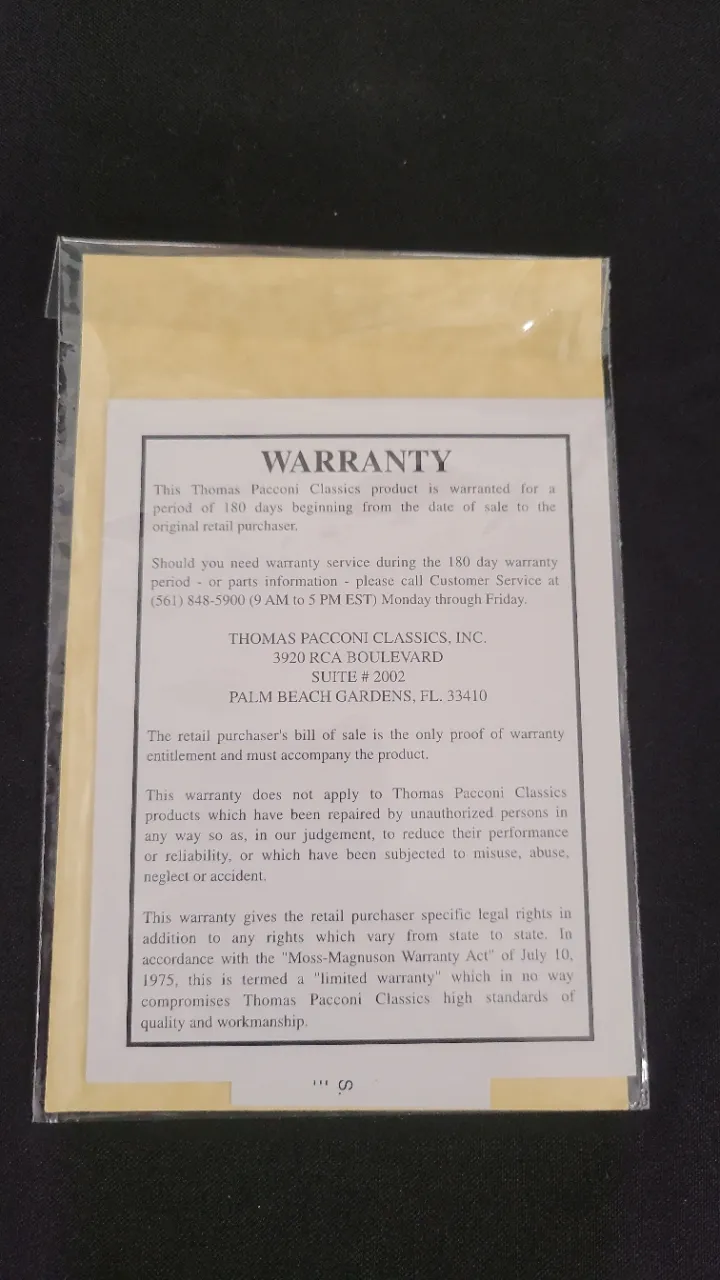 WARRANTY
This Thomas Pacconi Classics product is warranted for a
period of 180 days beginning from the date of sale to the
original retail purchaser.
Should you need warranty service during the 180 day warranty
period - or parts information - please call Customer Service at
(561) 848-5900 (9 AM to 5 PM EST) Monday through Friday.
THOMAS PACCONI CLASSICS, INC.
3920 RCA BOULEVARD
SUITE # 2002
PALM BEACH GARDENS, FL. 33410
The retail purchaser's bill of sale is the only proof of warranty
entitlement and must accompany the product.
This warranty does not apply to Thomas Pacconi Classics
products which have been repaired by unauthorized persons in
any way so as, in our judgement, to reduce their performance
or reliability, or which have been subjected to misuse, abuse,
neglect or accident.
This warranty gives the retail purchaser specific legal rights in
addition to any rights which vary from state to state. In
accordance with the "Moss-Magnuson Warranty Act" of July 10,
1975, this is termed a "limited warranty" which in no way
compromises Thomas Pacconi Classics high standards of
quality and workmanship.